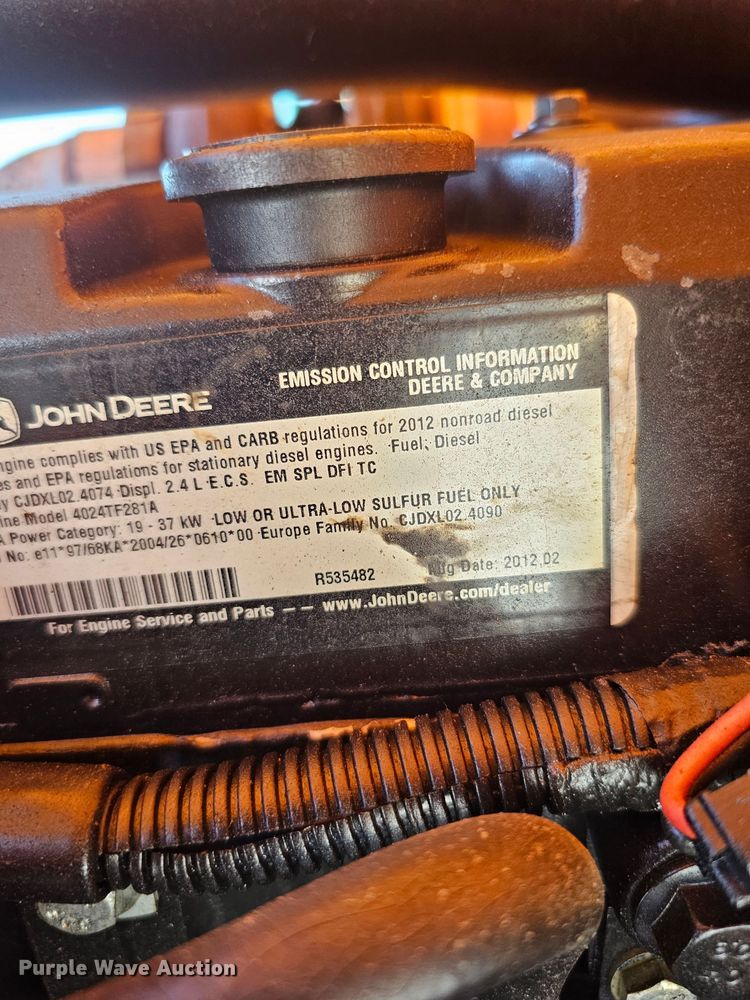 EMISSION CONTROL INFORMATION
DEERE & COMPANY
JOHN DEERE
ngine complies with US EPA and CARB regulations for 2012 nonroad diesel
es and EPA regulations for stationary diesel engines. Fuel: Diesel
y CJDXL02.4074 Displ. 2.4 L E.C.S. EM SPL DFI TC
ine Model 4024TF281A
A Power Category: 19 - 37 kW LOW OR ULTRA-LOW SULFUR FUEL ONLY
l No: e11*97/68KA*2004/26*0610*00 Europe Family No. CJDXL02.4090
R535482 Mfg Date: 2012.02
For Engine Service and Parts -- www.JohnDeere.com/dealer
Purple Wave Auction